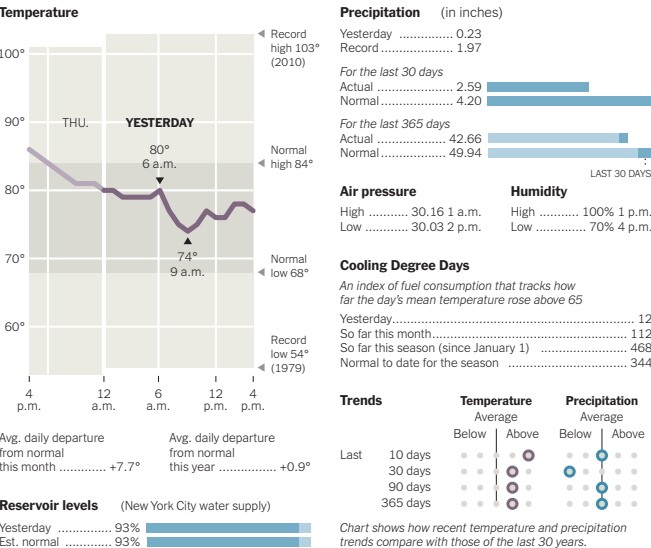 Temperature
Record
high 103°
(2010)
100°
90°
THU.
YESTERDAY
80°
6 a.m.
Normal
high 84°
80°
74°
9 a.m.
70°
Normal
low 68°
60°
Record
low 54°
(1979)
4 12 6 12 4
p.m. a.m. a.m. p.m. p.m.
Avg. daily departure
from normal
this month ............. +7.7°
Avg. daily departure
from normal
this year ........... +0.9°
Reservoir levels (New York City water supply)
Yesterday ............... 93%
Est. normal ............. 93%
Precipitation (in inches)
Yesterday ............... 0.23
Record .................... 1.97
For the last 30 days
Actual ..................... 2.59
Normal .................... 4.20
For the last 365 days
Actual ................... 42.66
Normal .................. 49.94
LAST 30 DAYS
Air pressure
High ........... 30.16 1 a.m.
Low ........... 30.03 2 p.m.
Humidity
High ........... 100% 1 p.m.
Low .............. 70% 4 p.m.
Cooling Degree Days
An index of fuel consumption that tracks how
far the day's mean temperature rose above 65
Yesterday.................................................................. 12
So far this month..................................................... 112
So far this season (since January 1) ........................ 468
Normal to date for the season ................................ 344
Trends Temperature Precipitation
Average Average
Below Above Below Above
Last 10 days
30 days
90 days
365 days
Chart shows how recent temperature and precipitation
trends compare with those of the last 30 years.